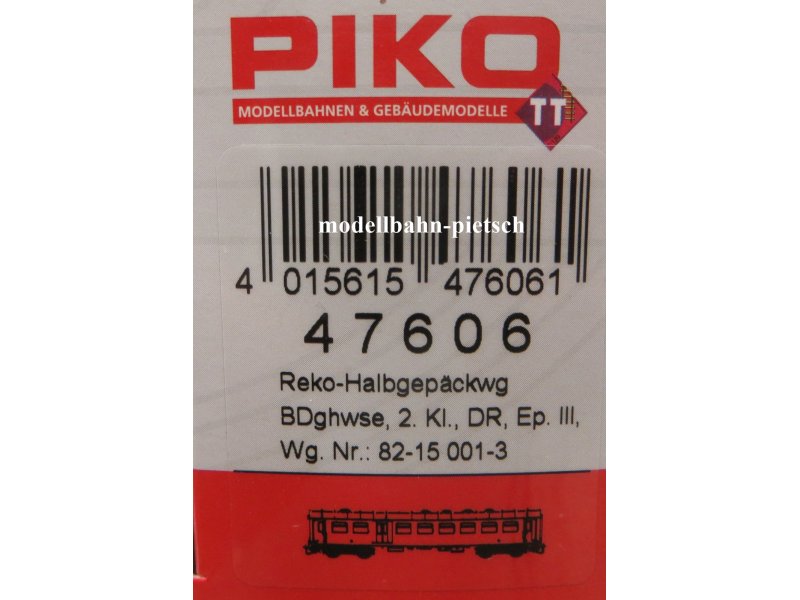 PIKO
MODELLBAHNEN & GEBÄUDEMODELLE
TT
modellbahn-pietsch
4 015615 476061
47606
Reko-Halbgepäckwg
BDghwse, 2. Kl., DR, Ep. III,
Wg. Nr.: 82-15 001-3